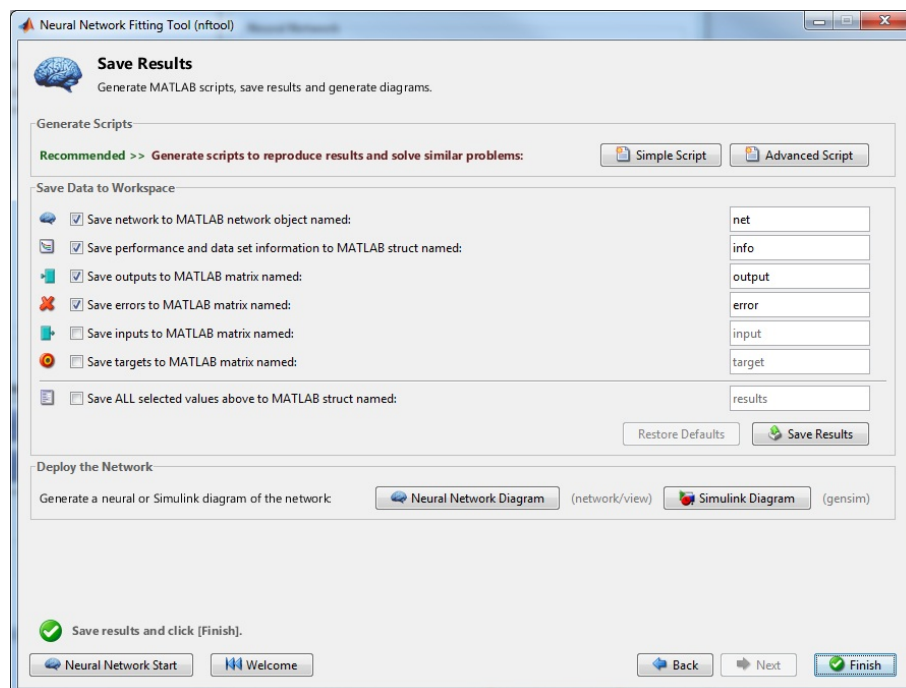 Neural Network Fitting Tool (nftool)
Save Results
Generate MATLAB scripts, save results and generate diagrams.
Generate Scripts
Recommended >> Generate scripts to reproduce results and solve similar problems: Simple Script Advanced Script
Save Data to Workspace
Save network to MATLAB network object named: net
Save performance and data set information to MATLAB struct named: info
Save outputs to MATLAB matrix named: output
Save errors to MATLAB matrix named: error
Save inputs to MATLAB matrix named: input
Save targets to MATLAB matrix named: target
Save ALL selected values above to MATLAB struct named: results
Restore Defaults Save Results
Deploy the Network
Generate a neural or Simulink diagram of the network: Neural Network Diagram (network/view) Simulink Diagram (gensim)
Save results and click [Finish].
Neural Network Start Welcome Back Next Finish